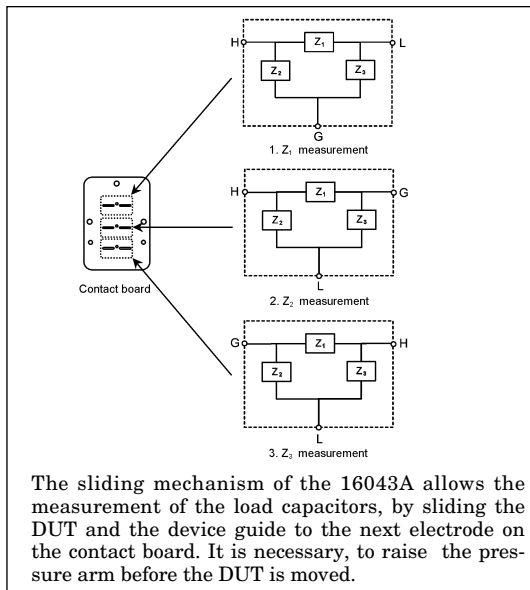 H Z₁ L
Z₂ Z₃
G
1. Z₁ measurement
H Z₁ G
Z₂ Z₃
L
2. Z₂ measurement
Contact board
G Z₁ H
Z₂ Z₃
L
3. Z₃ measurement
The sliding mechanism of the 16043A allows the
measurement of the load capacitors, by sliding the
DUT and the device guide to the next electrode on
the contact board. It is necessary, to raise the pres-
sure arm before the DUT is moved.